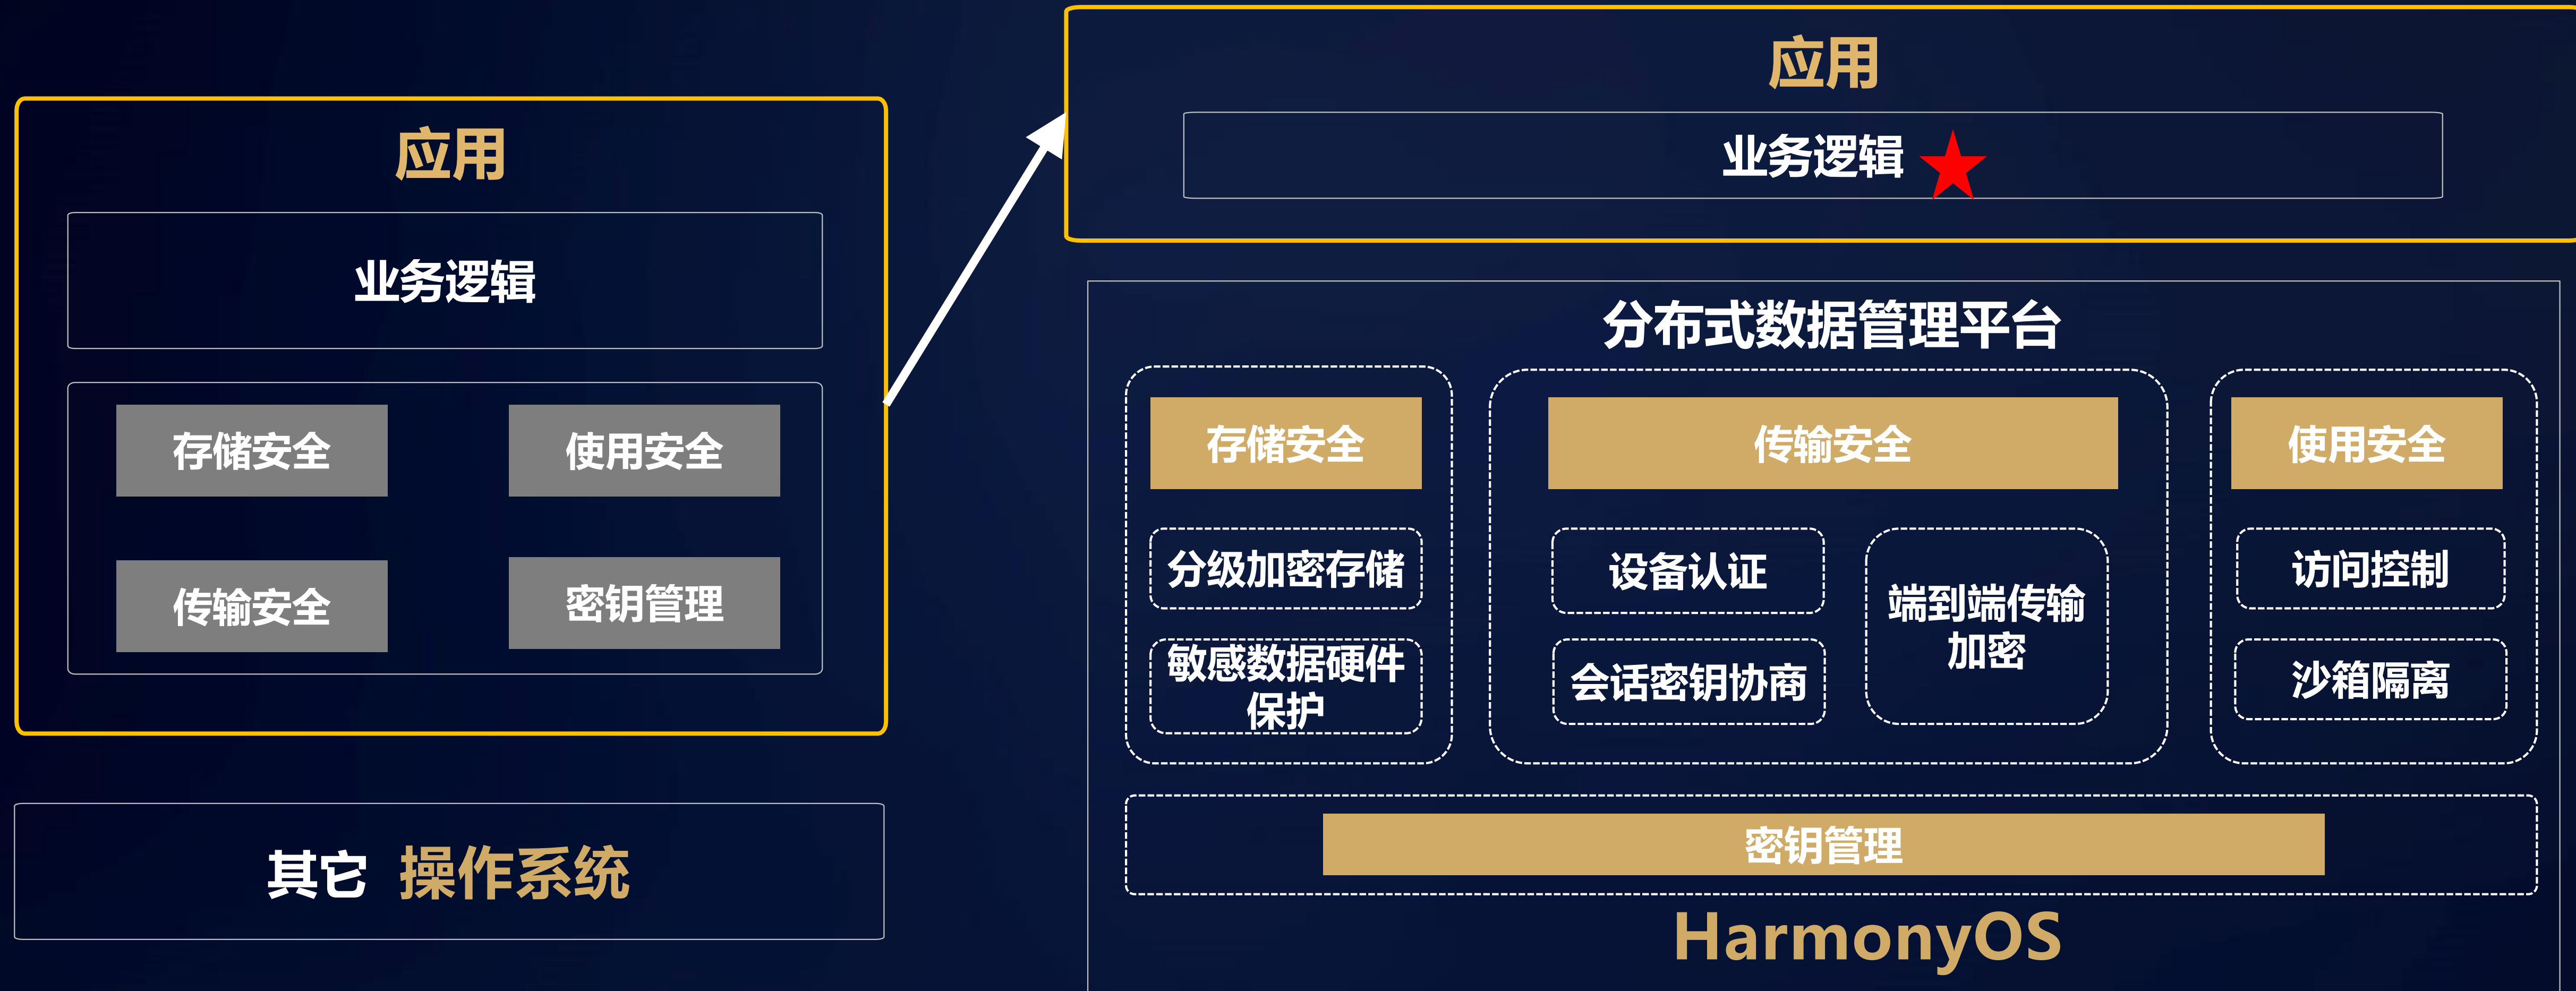 应用
业务逻辑
存储安全
使用安全
传输安全
密钥管理
其它 操作系统
应用
业务逻辑
分布式数据管理平台
存储安全
分级加密存储
敏感数据硬件
保护
传输安全
设备认证
会话密钥协商
端到端传输
加密
使用安全
访问控制
沙箱隔离
密钥管理
HarmonyOS